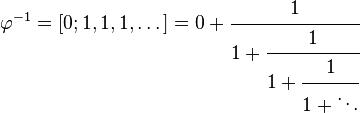 φ⁻¹ = [0; 1, 1, 1, …] = 0 + 1/(1 + 1/(1 + 1/(1 + ⋱)))